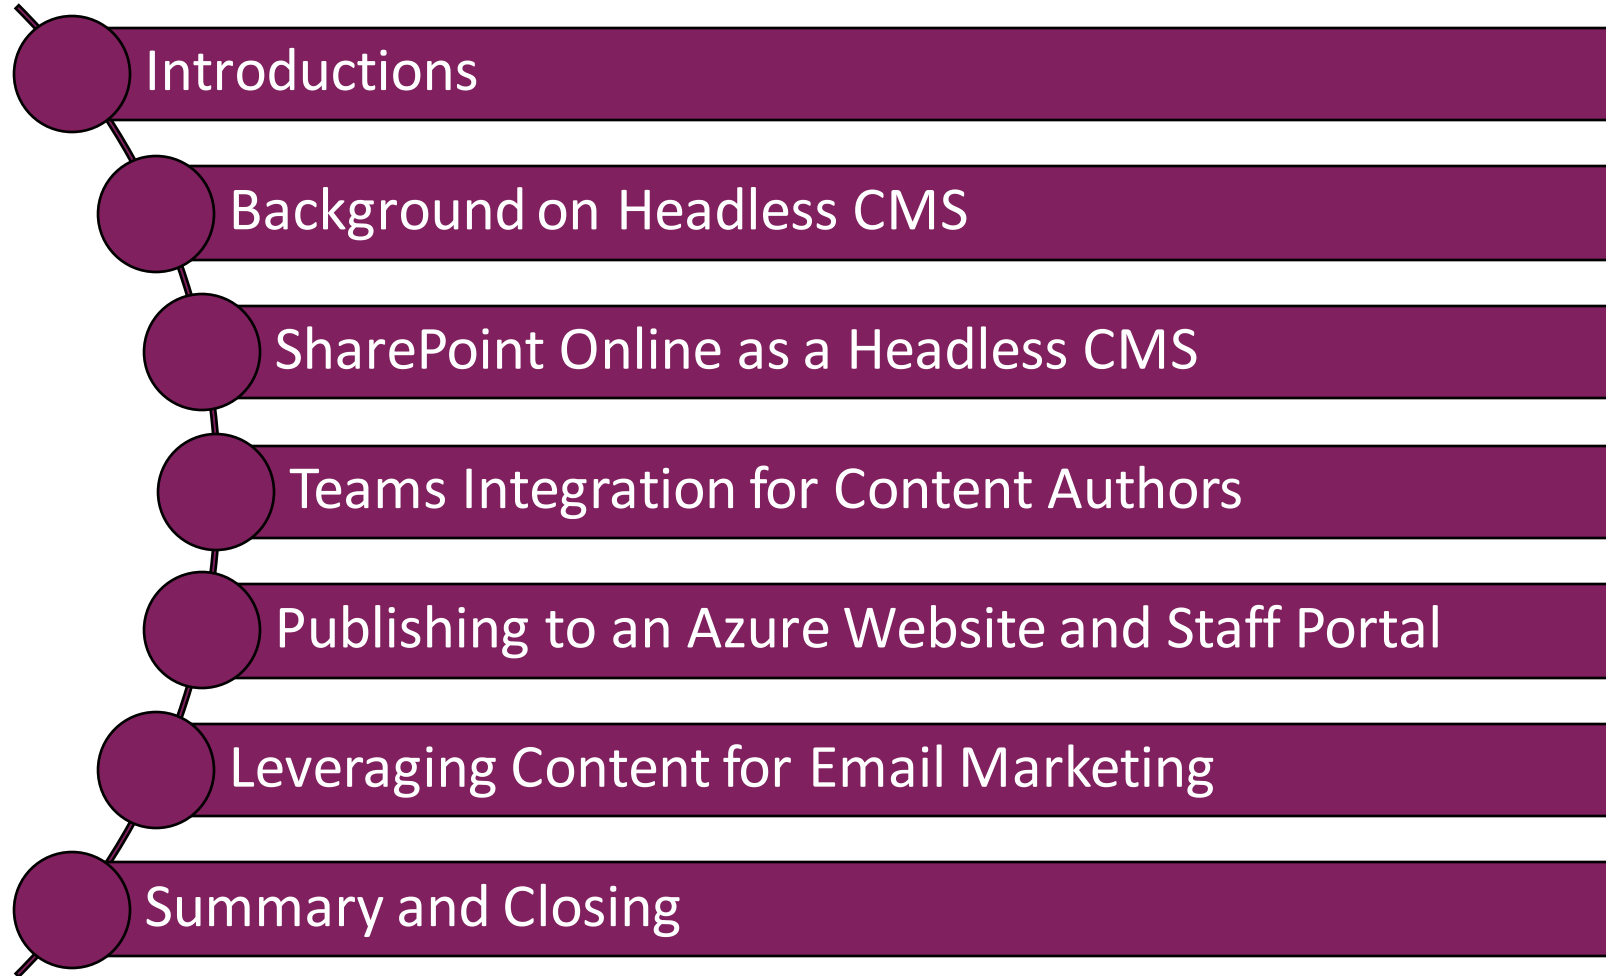 Introductions
Background on Headless CMS
SharePoint Online as a Headless CMS
Teams Integration for Content Authors
Publishing to an Azure Website and Staff Portal
Leveraging Content for Email Marketing
Summary and Closing